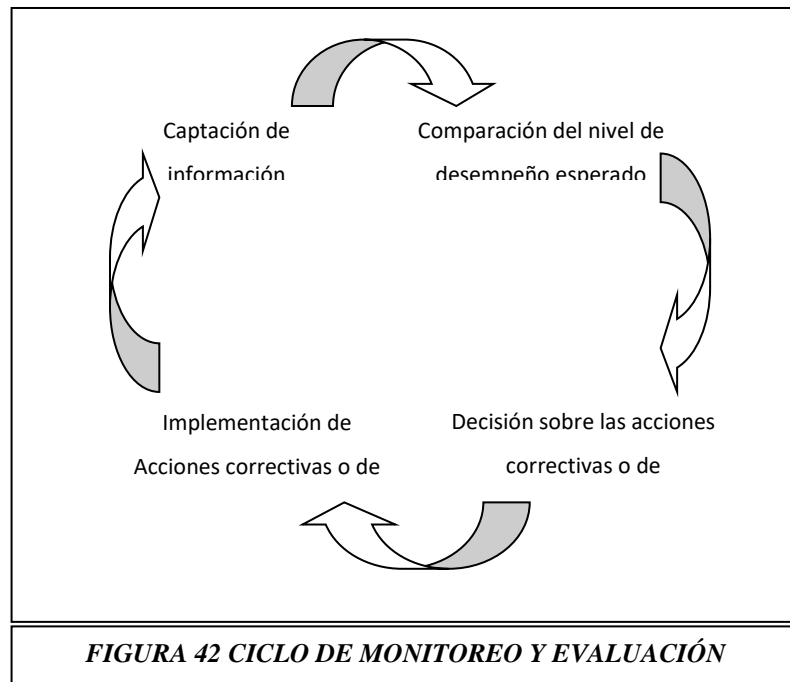 Captación de
información
Comparación del nivel de
desempeño esperado
Decisión sobre las acciones
correctivas o de
Implementación de
Acciones correctivas o de
FIGURA 42 CICLO DE MONITOREO Y EVALUACIÓN